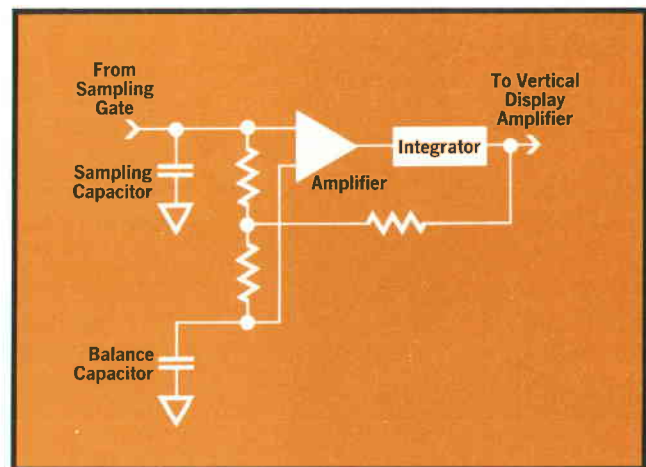 From
Sampling
Gate
To Vertical
Display
Amplifier
Integrator
Amplifier
Sampling
Capacitor
Balance
Capacitor